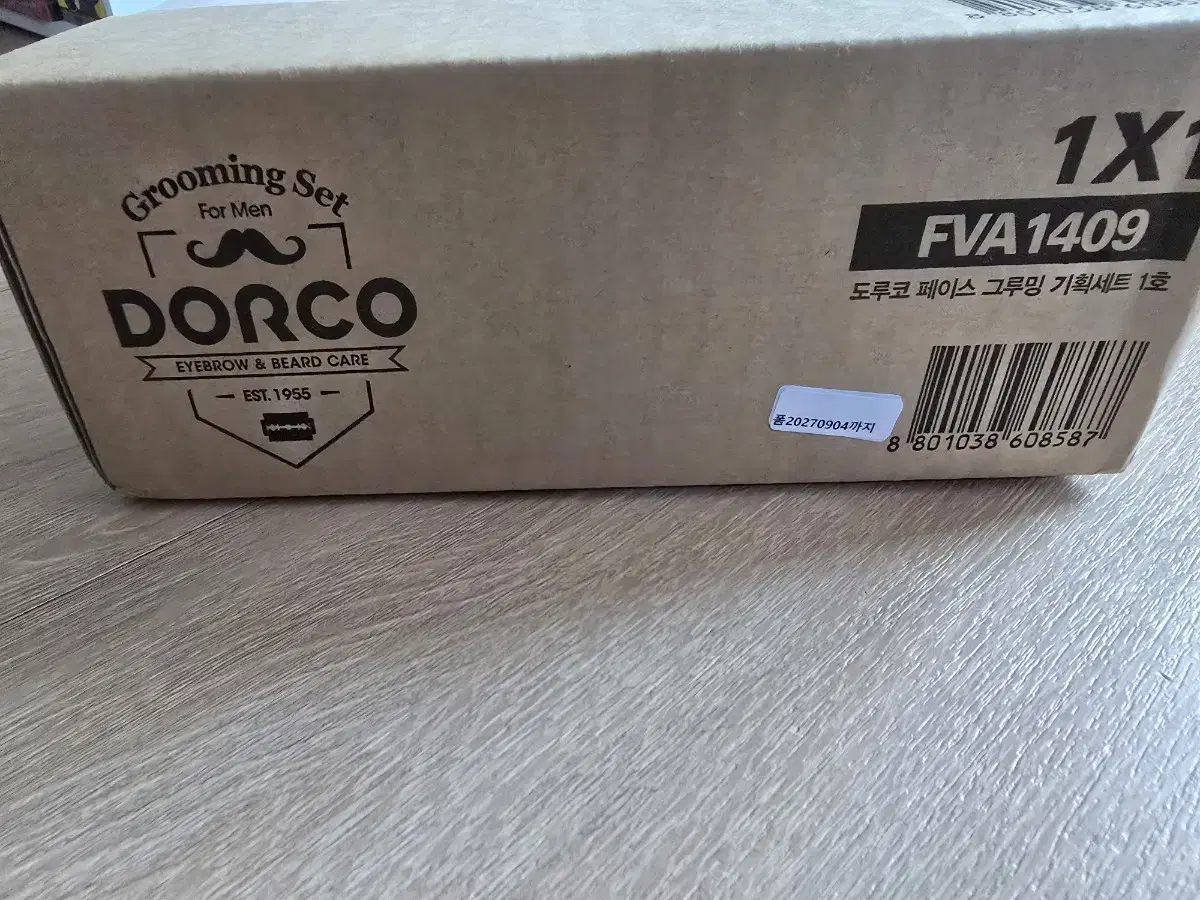 Grooming Set
For Men
DORCO
EYEBROW & BEARD CARE
EST. 1955
1X1
FVA1409
도루코 페이스 그루밍 기획세트 1호
폼20270904까지
8 801038 608587